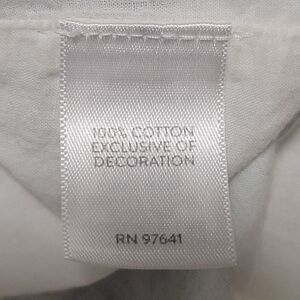 100% COTTON
EXCLUSIVE OF
DECORATION
RN 97641